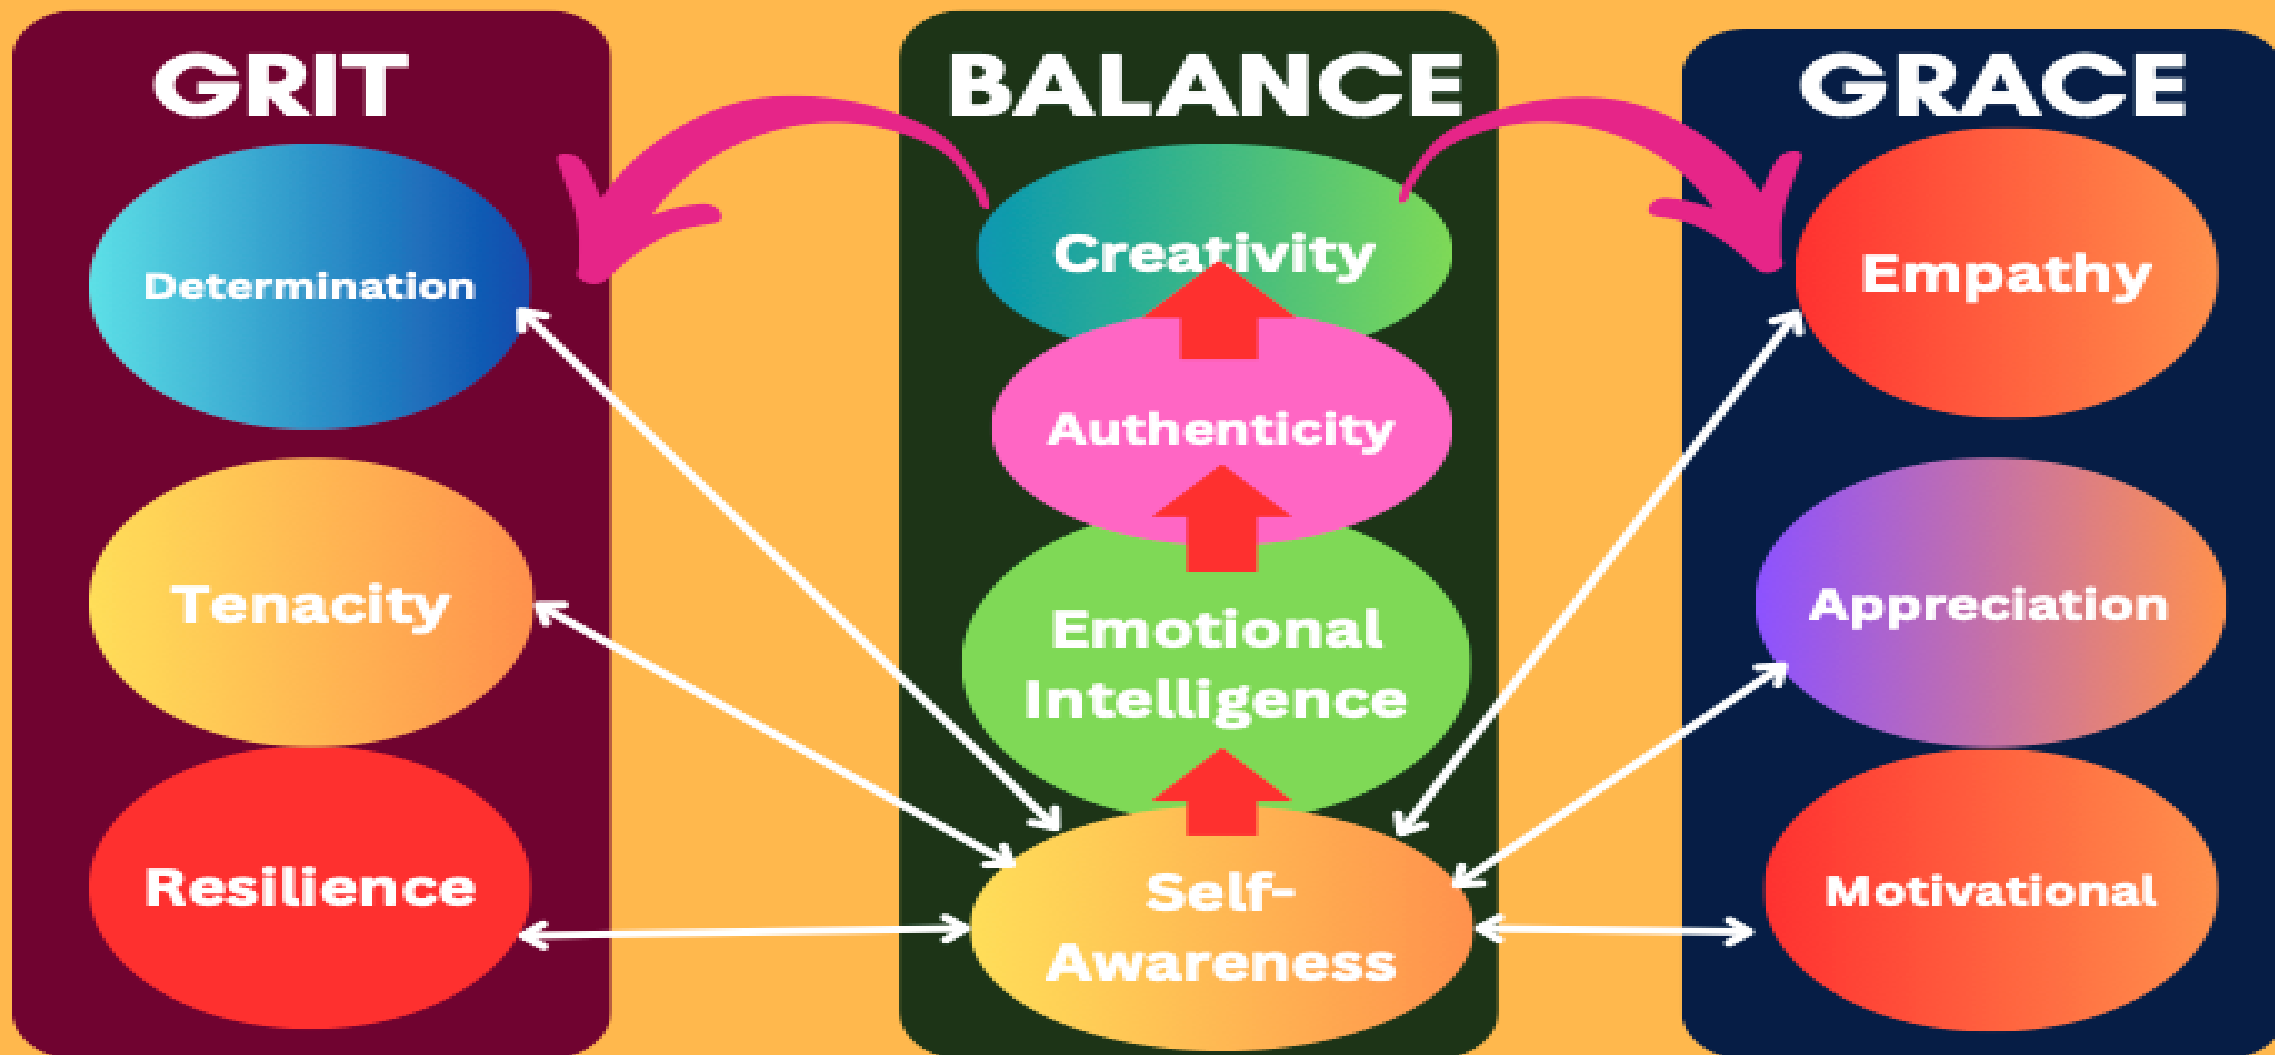 GRIT
Determination
Tenacity
Resilience
BALANCE
Creativity
Authenticity
Emotional
Intelligence
Self-
Awareness
GRACE
Empathy
Appreciation
Motivational